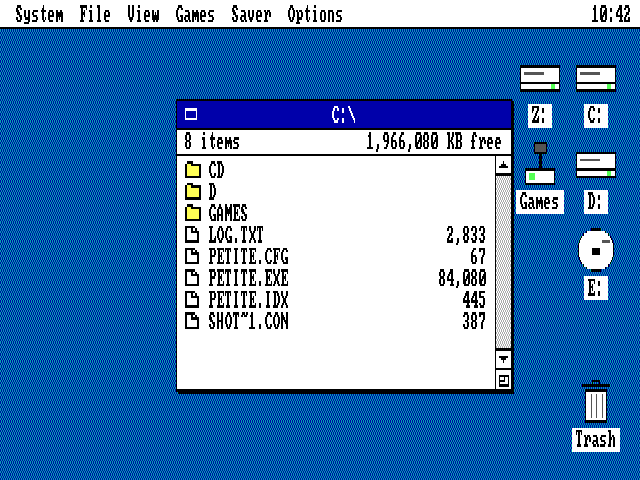 System File View Games Saver Options 10:42
C:\
8 items 1,966,080 KB free
CD
D
GAMES
LOG.TXT 2,833
PETITE.CFG 67
PETITE.EXE 84,080
PETITE.IDX 445
SHOT~1.CON 387
Z: C:
Games D:
E:
Trash